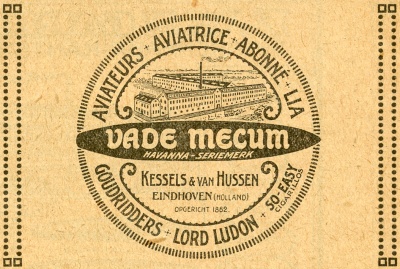 AVIATEURS + AVIATRICE + ABONNÉ + LIA
VADE MECUM
HAVANNA - SERIEMERK
KESSELS & VAN HUSSEN
EINDHOVEN (HOLLAND)
OPGERICHT 1882.
GOUDRIDDERS + LORD LUDON + SO-EASY
CIGARILLOS